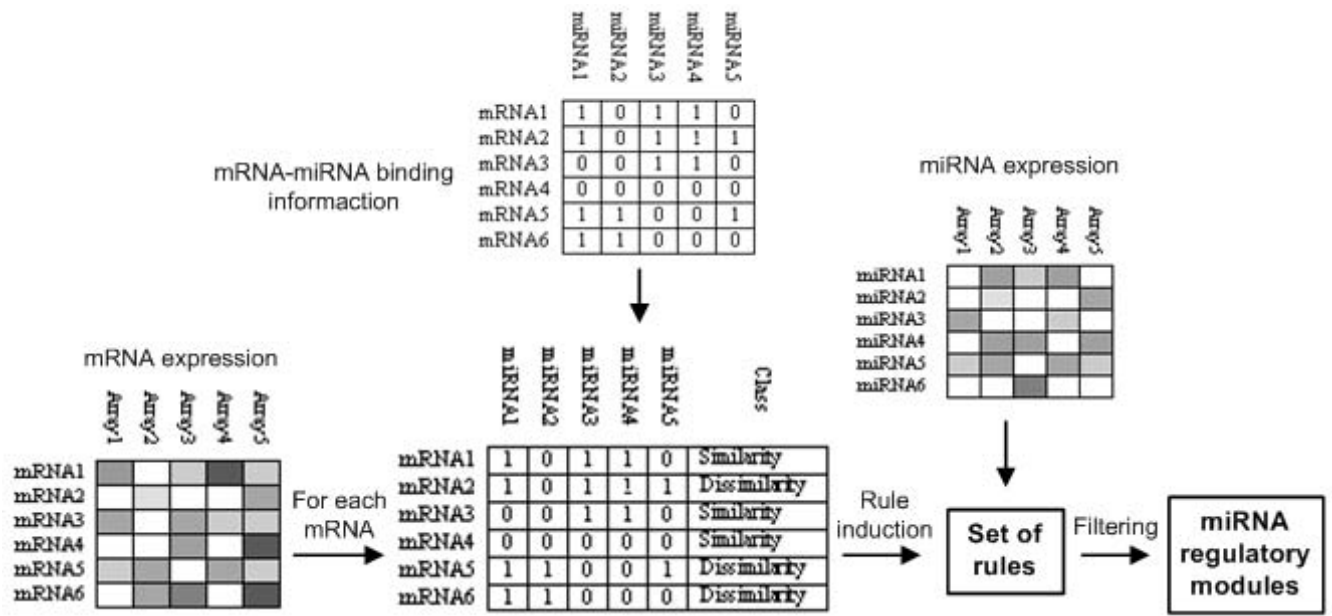 miRNA1 miRNA2 miRNA3 miRNA4 miRNA5
mRNA1 1 0 1 1 0
mRNA2 1 0 1 1 1
mRNA3 0 0 1 1 0
mRNA4 0 0 0 0 0
mRNA5 1 1 0 0 1
mRNA6 1 1 0 0 0
mRNA-miRNA binding
informaction
miRNA expression
Array1 Array2 Array3 Array4 Array5
miRNA1
miRNA2
miRNA3
miRNA4
miRNA5
miRNA6
mRNA expression
Array1 Array2 Array3 Array4 Array5
mRNA1
mRNA2
mRNA3
mRNA4
mRNA5
mRNA6
For each
mRNA
miRNA1 miRNA2 miRNA3 miRNA4 miRNA5 Class
mRNA1 1 0 1 1 0 Similarity
mRNA2 1 0 1 1 1 Dissimilarity
mRNA3 0 0 1 1 0 Similarity
mRNA4 0 0 0 0 0 Similarity
mRNA5 1 1 0 0 1 Dissimilarity
mRNA6 1 1 0 0 0 Dissimilarity
Rule
induction
Set of
rules
Filtering
miRNA
regulatory
modules